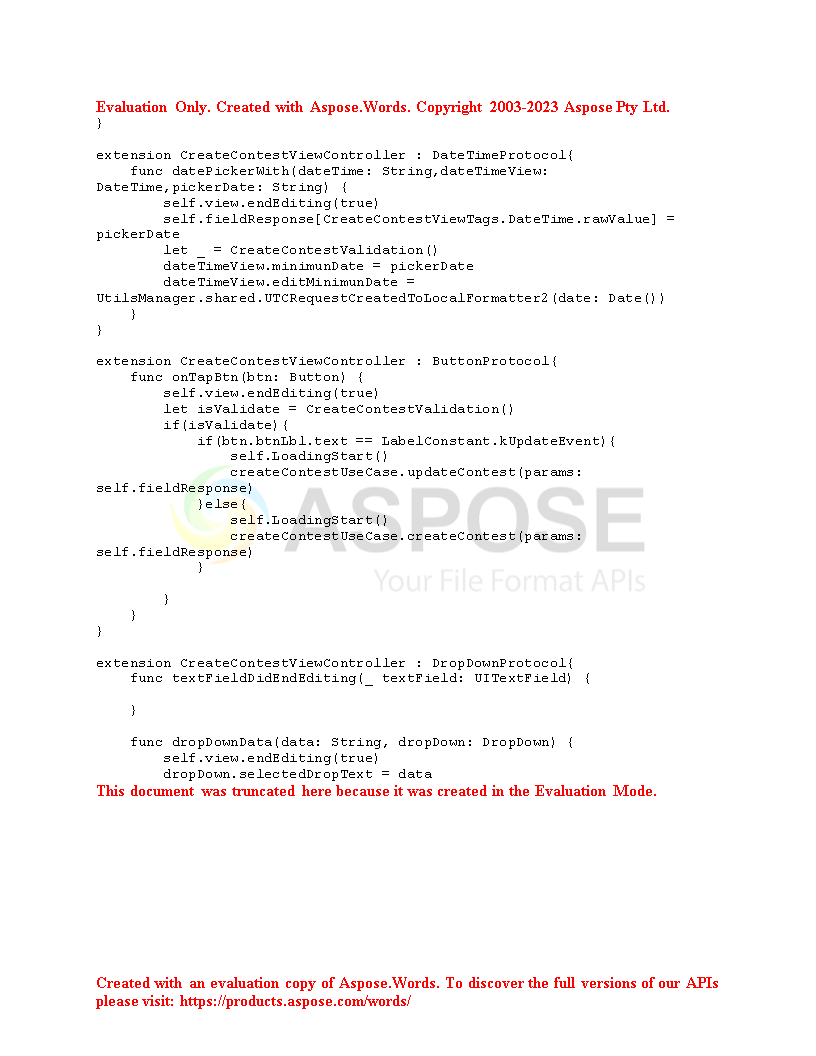 Evaluation Only. Created with Aspose.Words. Copyright 2003-2023 Aspose Pty Ltd.
}

extension CreateContestViewController : DateTimeProtocol{
    func datePickerWith(dateTime: String,dateTimeView:
DateTime,pickerDate: String) {
        self.view.endEditing(true)
        self.fieldResponse[CreateContestViewTags.DateTime.rawValue] =
pickerDate
        let _ = CreateContestValidation()
        dateTimeView.minimunDate = pickerDate
        dateTimeView.editMinimunDate =
UtilsManager.shared.UTCRequestCreatedToLocalFormatter2(date: Date())
    }
}

extension CreateContestViewController : ButtonProtocol{
    func onTapBtn(btn: Button) {
        self.view.endEditing(true)
        let isValidate = CreateContestValidation()
        if(isValidate){
            if(btn.btnLbl.text == LabelConstant.kUpdateEvent){
                self.LoadingStart()
                createContestUseCase.updateContest(params:
self.fieldResponse)
            }else{
                self.LoadingStart()
                createContestUseCase.createContest(params:
self.fieldResponse)
            }

        }
    }
}

extension CreateContestViewController : DropDownProtocol{
    func textFieldDidEndEditing(_ textField: UITextField) {

    }

    func dropDownData(data: String, dropDown: DropDown) {
        self.view.endEditing(true)
        dropDown.selectedDropText = data
This document was truncated here because it was created in the Evaluation Mode.
ASPOSE
Your File Format APIs
Created with an evaluation copy of Aspose.Words. To discover the full versions of our APIs
please visit: https://products.aspose.com/words/